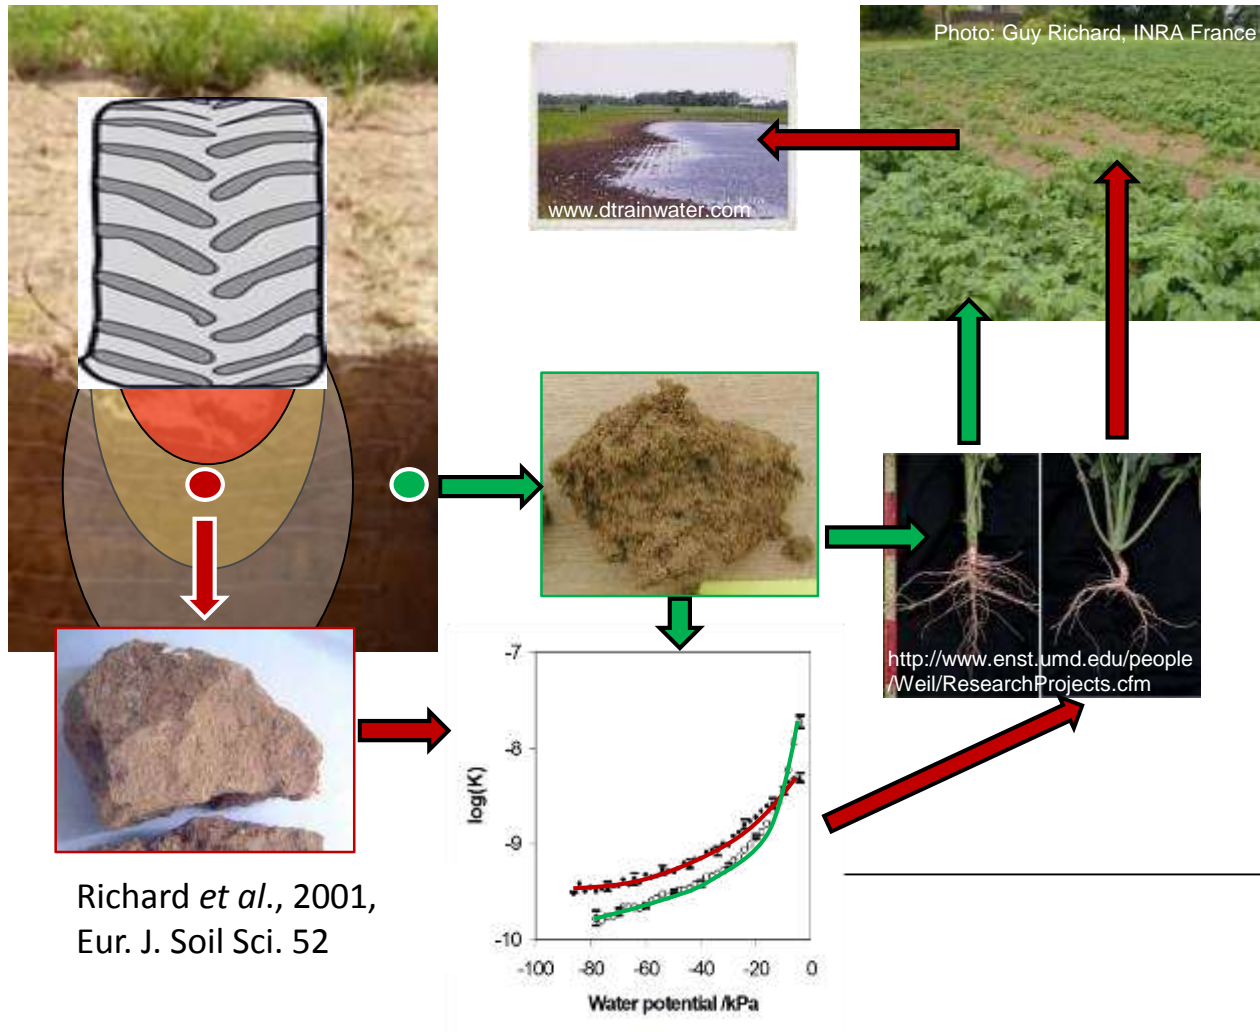 Photo: Guy Richard, INRA France
www.dtrainwater.com
http://www.enst.umd.edu/people
/Weil/ResearchProjects.cfm
-7
-8
-9
-10
log(K)
-100 -80 -60 -40 -20 0
Water potential /kPa
Richard et al., 2001,
Eur. J. Soil Sci. 52